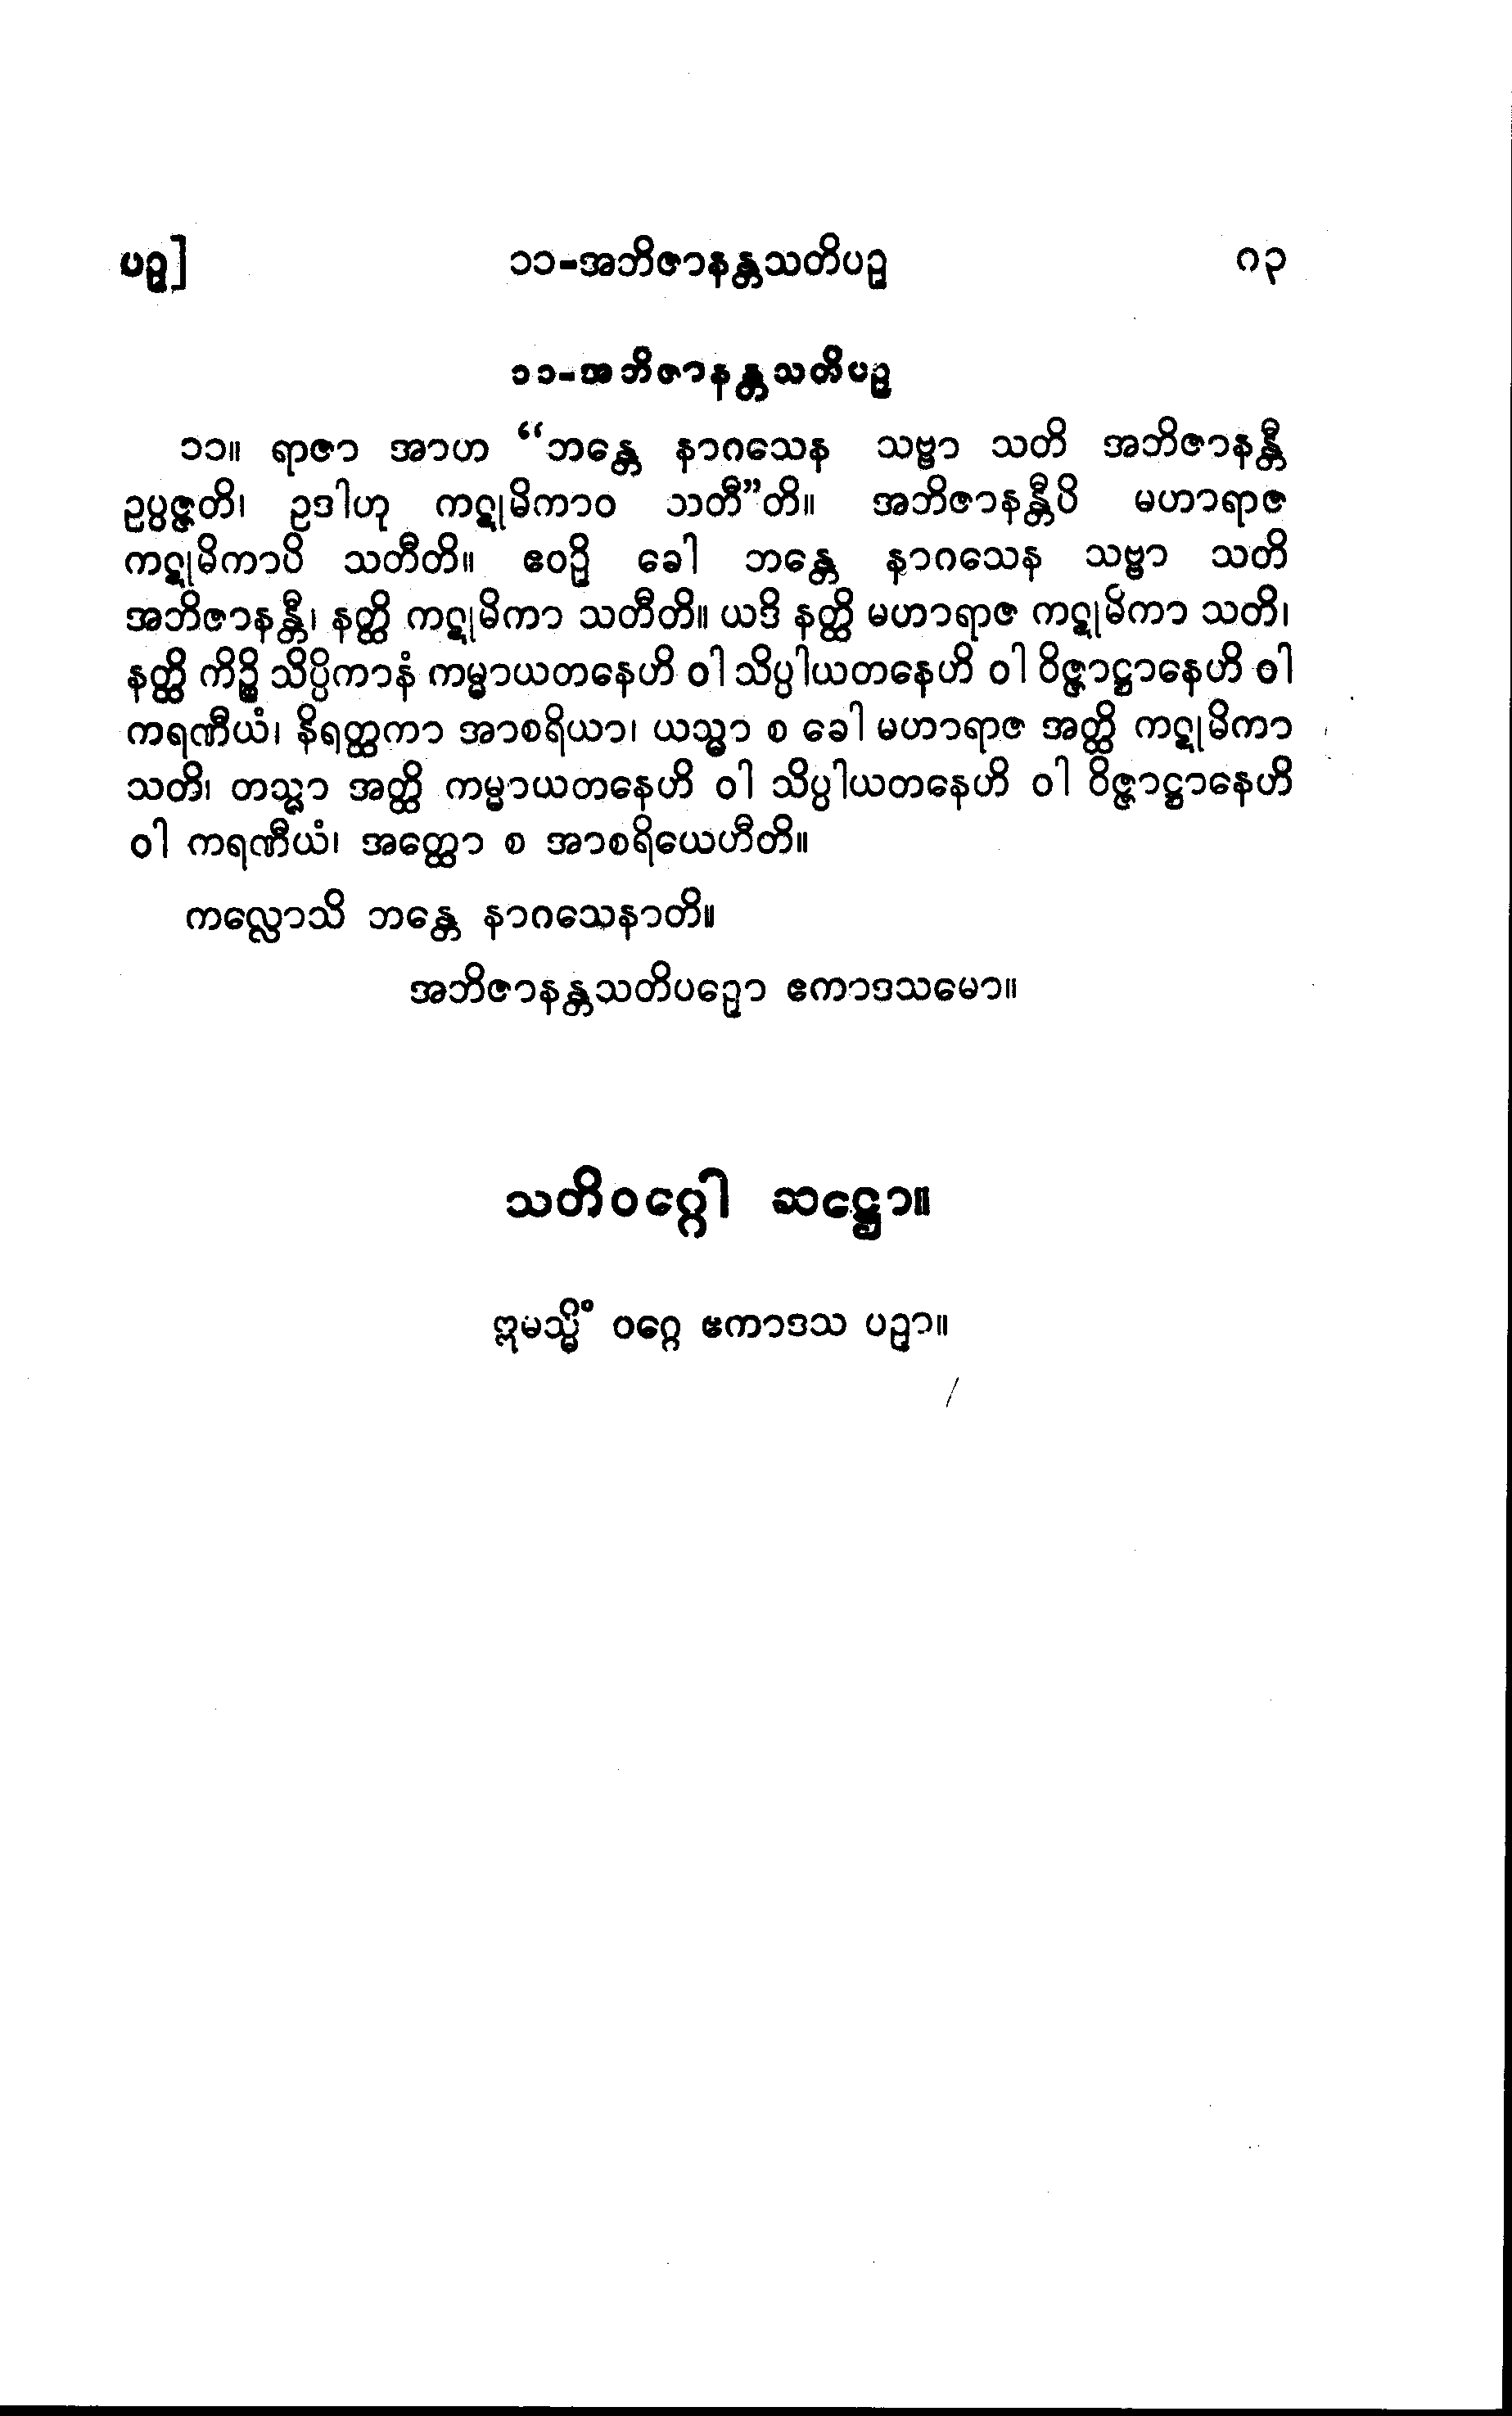 ပဉှ]
၁၁-အဘိဇာနန္တသတိပဉှ
၈၃
၁၁-အဘိဇာနန္တသတိပဉှ
၁၁။ ရာဇာ အာဟ “ဘန္တေ နာဂသေန သဗ္ဗာ သတိ အဘိဇာနန္တီ
ဥပ္ပဇ္ဇတိ၊ ဥဒါဟု ကဋုမိကာဝ သတီ”တိ။ အဘိဇာနန္တီပိ မဟာရာဇ
ကဋုမိကာပိ သတီတိ။ ဧဝဉှိ ခေါ ဘန္တေ နာဂသေန သဗ္ဗာ သတိ
အဘိဇာနန္တီ၊ နတ္ထိ ကဋုမိကာ သတီတိ။ ယဒိ နတ္ထိ မဟာရာဇ ကဋုမိကာ သတိ၊
နတ္ထိ ကိဉ္စိ သိပ္ပိကာနံ ကမ္မာယတနေဟိ ဝါ သိပ္ပါယတနေဟိ ဝါ ဝိဇ္ဇာဋ္ဌာနေဟိ ဝါ
ကရဏီယံ၊ နိရတ္ထကာ အာစရိယာ၊ ယသ္မာ စ ခေါ မဟာရာဇ အတ္ထိ ကဋုမိကာ
သတိ၊ တသ္မာ အတ္ထိ ကမ္မာယတနေဟိ ဝါ သိပ္ပါယတနေဟိ ဝါ ဝိဇ္ဇာဋ္ဌာနေဟိ
ဝါ ကရဏီယံ၊ အတ္ထော စ အာစရိယေဟီတိ။
ကလ္လောသိ ဘန္တေ နာဂသေနာတိ။
အဘိဇာနန္တသတိပဉှော ဧကာဒသမော။
သတိဝဂ္ဂေါ ဆဋ္ဌော။
ဣမသ္မိံ ဝဂ္ဂေ ဧကာဒသ ပဉှာ။